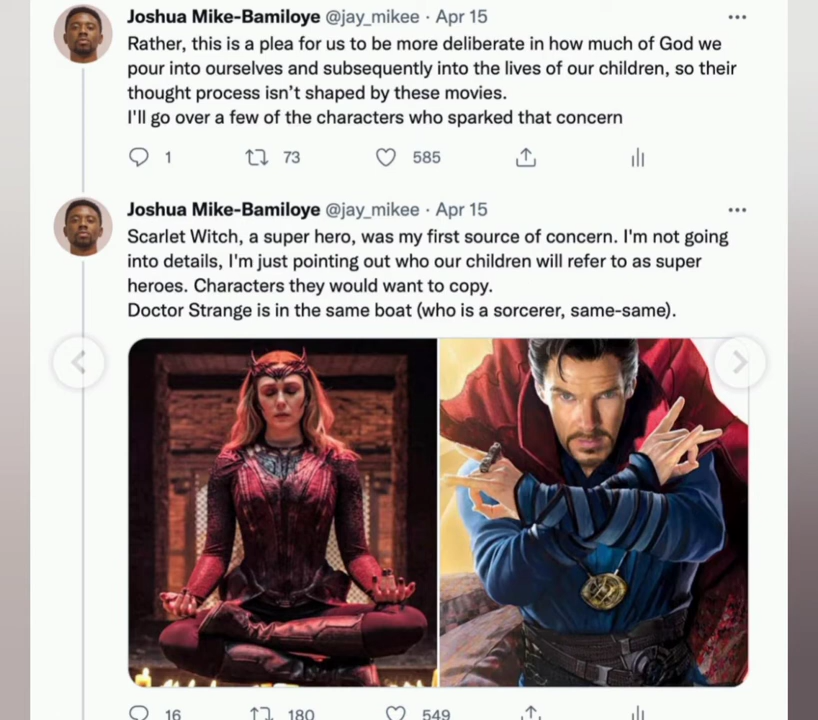 Joshua Mike-Bamiloye @jay_mikee · Apr 15
Rather, this is a plea for us to be more deliberate in how much of God we
pour into ourselves and subsequently into the lives of our children, so their
thought process isn't shaped by these movies.
I'll go over a few of the characters who sparked that concern
1 73 585
Joshua Mike-Bamiloye @jay_mikee · Apr 15
Scarlet Witch, a super hero, was my first source of concern. I'm not going
into details, I'm just pointing out who our children will refer to as super
heroes. Characters they would want to copy.
Doctor Strange is in the same boat (who is a sorcerer, same-same).
16 180 549